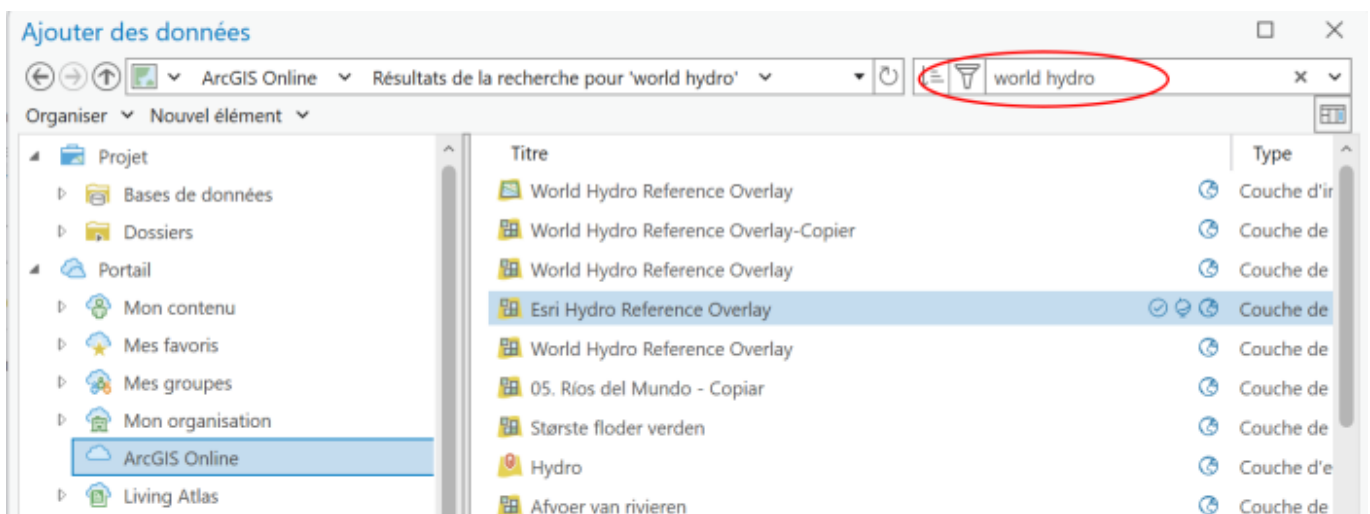 Ajouter des données
ArcGIS Online Résultats de la recherche pour 'world hydro' world hydro
Organiser Nouvel élément
Projet
Bases de données
Dossiers
Portail
Mon contenu
Mes favoris
Mes groupes
Mon organisation
ArcGIS Online
Living Atlas
Titre Type
World Hydro Reference Overlay Couche d'ir
World Hydro Reference Overlay-Copier Couche de
World Hydro Reference Overlay Couche de
Esri Hydro Reference Overlay Couche de
World Hydro Reference Overlay Couche de
05. Ríos del Mundo - Copiar Couche de
Største floder verden Couche de
Hydro Couche d'e
Afvoer van rivieren Couche de